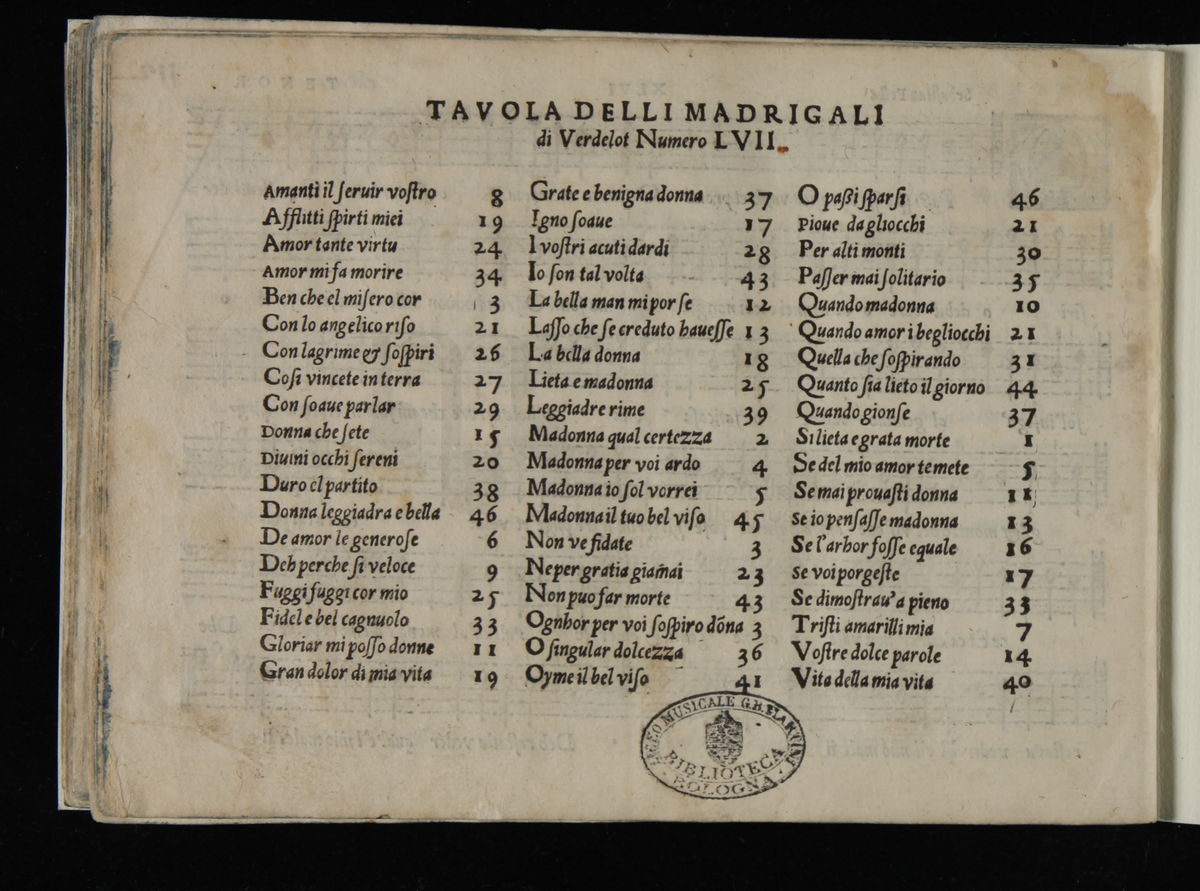 TAVOLA DELLI MADRIGALI
di Verdelot Numero LVII.
Amanti il seruir vostro 8
Afflitti spirti miei 19
Amor tante virtu 24
Amor mi fa morire 34
Ben che el misero cor 3
Con lo angelico riso 21
Con lagrime & sospiri 26
Cosi vincete in terra 27
Con soaue parlar 29
Donna che sete 15
Diuini occhi sereni 20
Duro el partito 38
Donna leggiadra e bella 46
De amor le generose 6
Deh perche si veloce 9
Fuggi fuggi cor mio 25
Fidel e bel cagnuolo 33
Gloriar mi posso donne 11
Gran dolor di mia vita 19
Grate e benigna donna 37
Igno soaue 17
I vostri acuti dardi 28
Io son tal volta 43
La bella man mi porse 12
Lasso che se creduto hauesse 13
La bella donna 18
Lieta e madonna 25
Leggiadre rime 39
Madonna qual certezza 2
Madonna per voi ardo 4
Madonna io sol vorrei 5
Madonna il tuo bel viso 45
Non ve fidate 3
Ne per gratia giam̃ai 23
Non puo far morte 43
Ognhor per voi sospiro dõna 3
O singular dolcezza 36
Oyme il bel viso 41
O passi sparsi 46
Pioue da gliocchi 21
Per alti monti 30
Passer mai solitario 35
Quando madonna 10
Quando amor i begliocchi 21
Quella che sospirando 31
Quanto sia lieto il giorno 44
Quando gionse 37
Si lieta e grata morte 1
Se del mio amor temete 5
Se mai prouasti donna 11
Se io pensasse madonna 13
Se l'arbor fosse equale 16
Se voi porgeste 17
Se dimostrau'a pieno 33
Tristi amarilli mia 7
Vostre dolce parole 14
Vita della mia vita 40
LICEO MUSICALE G.B. MARTINI
BIBLIOTECA
BOLOGNA